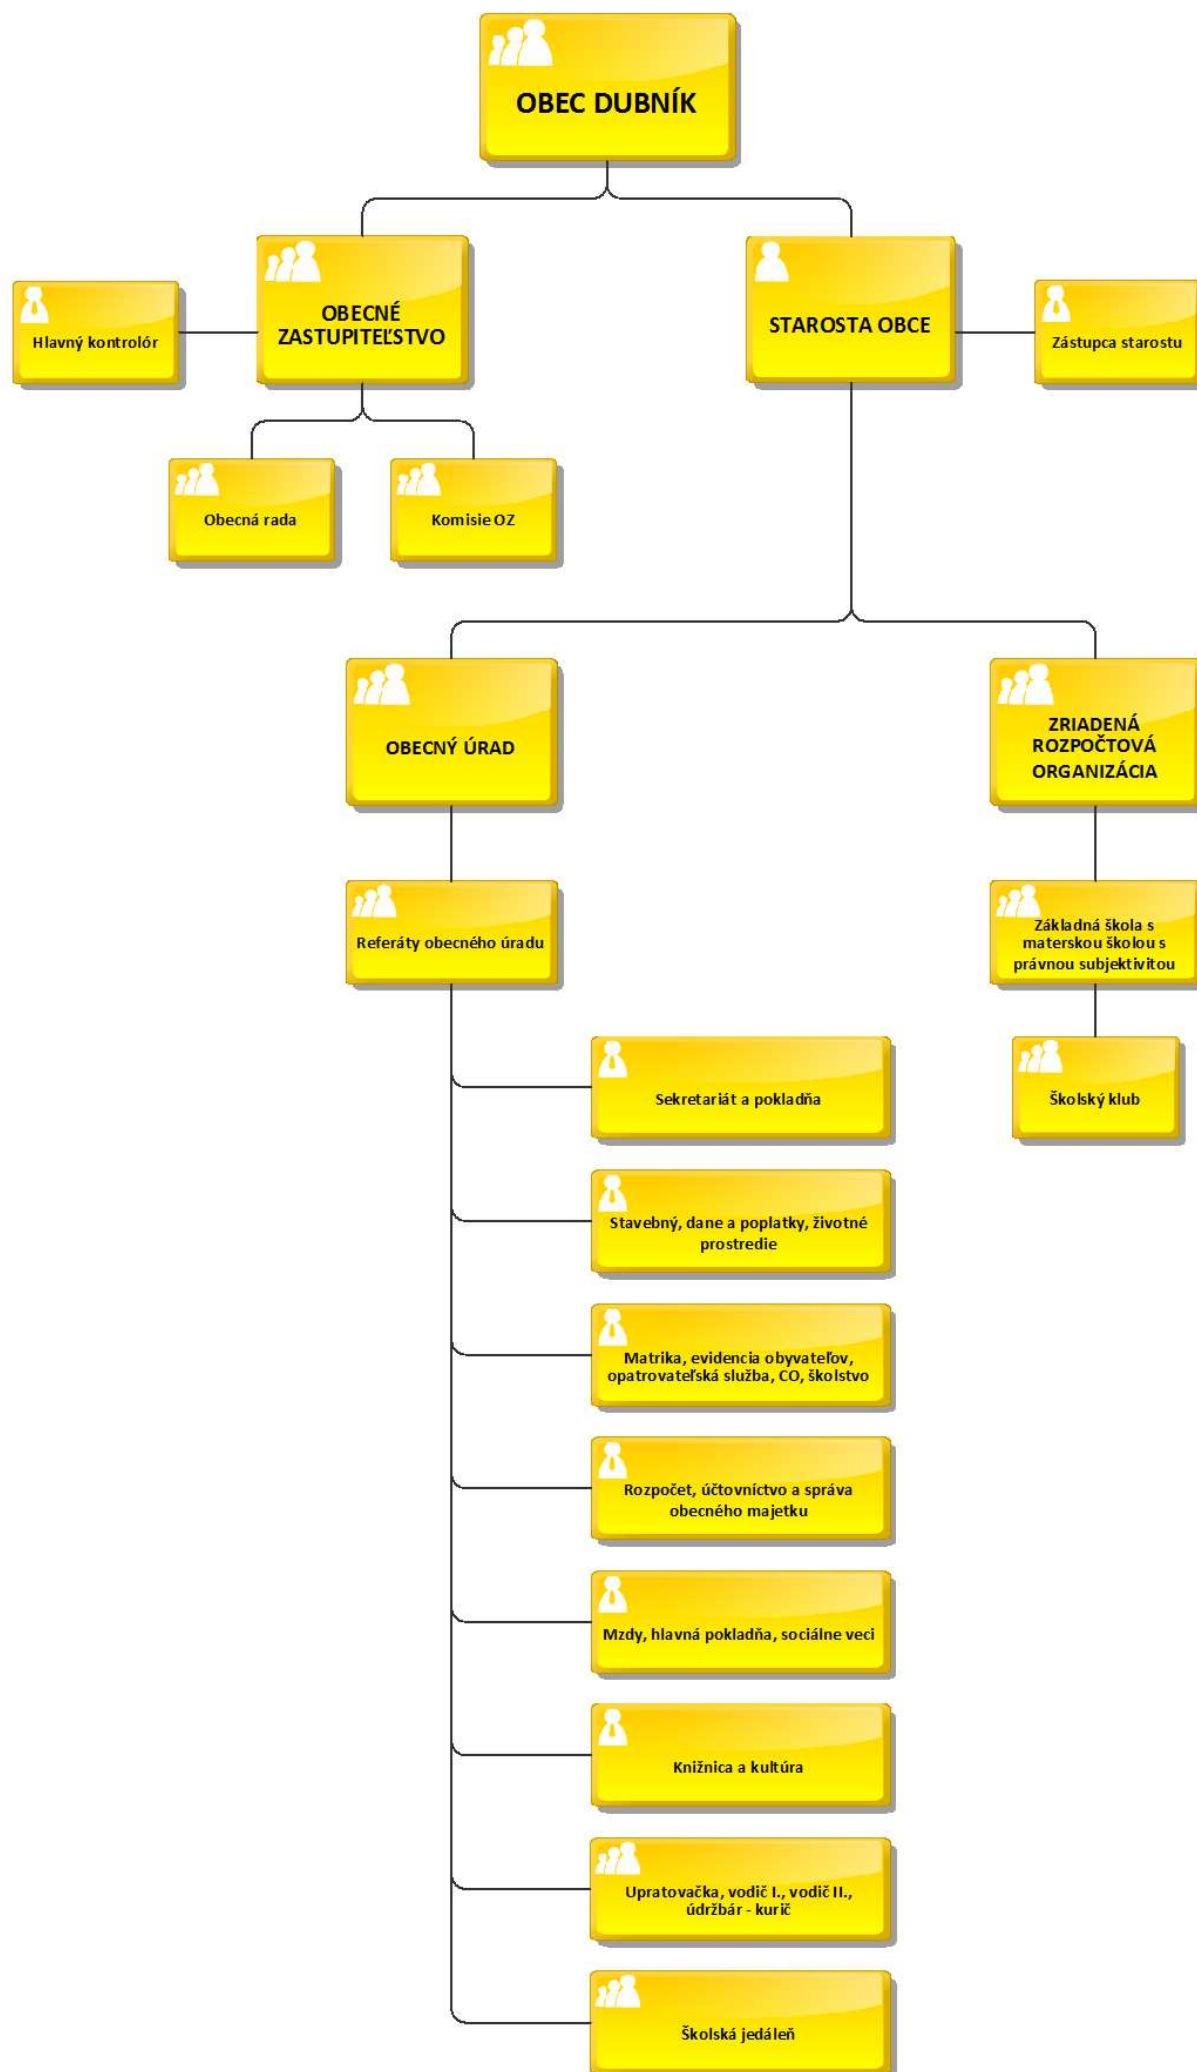 OBEC DUBNÍK
OBECNÉ
ZASTUPITEĽSTVO
STAROSTA OBCE
Hlavný kontrolór
Zástupca starostu
Obecná rada
Komisie OZ
OBECNÝ ÚRAD
ZRIADENÁ
ROZPOČTOVÁ
ORGANIZÁCIA
Referáty obecného úradu
Základná škola s
materskou školou s
právnou subjektivitou
Sekretariát a pokladňa
Školský klub
Stavebný, dane a poplatky, životné
prostredie
Matrika, evidencia obyvateľov,
opatrovateľská služba, CO, školstvo
Rozpočet, účtovníctvo a správa
obecného majetku
Mzdy, hlavná pokladňa, sociálne veci
Knižnica a kultúra
Upratovačka, vodič I., vodič II.,
údržbár - kurič
Školská jedáleň